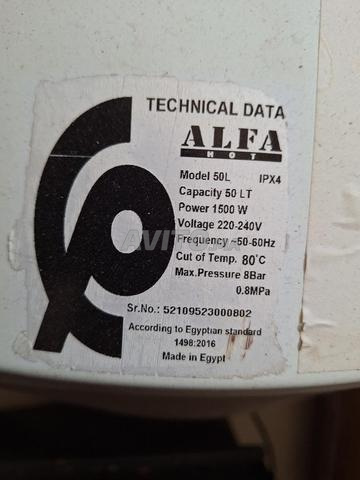 TECHNICAL DATA
ALFA
HOT
Model 50L IPX4
Capacity 50 LT
Power 1500 W
Voltage 220-240V
Frequency ~50-60Hz
Cut of Temp. 80°C
Max.Pressure 8Bar
0.8MPa
Sr.No.: 52109523000802
According to Egyptian standard
1498:2016
Made in Egypt